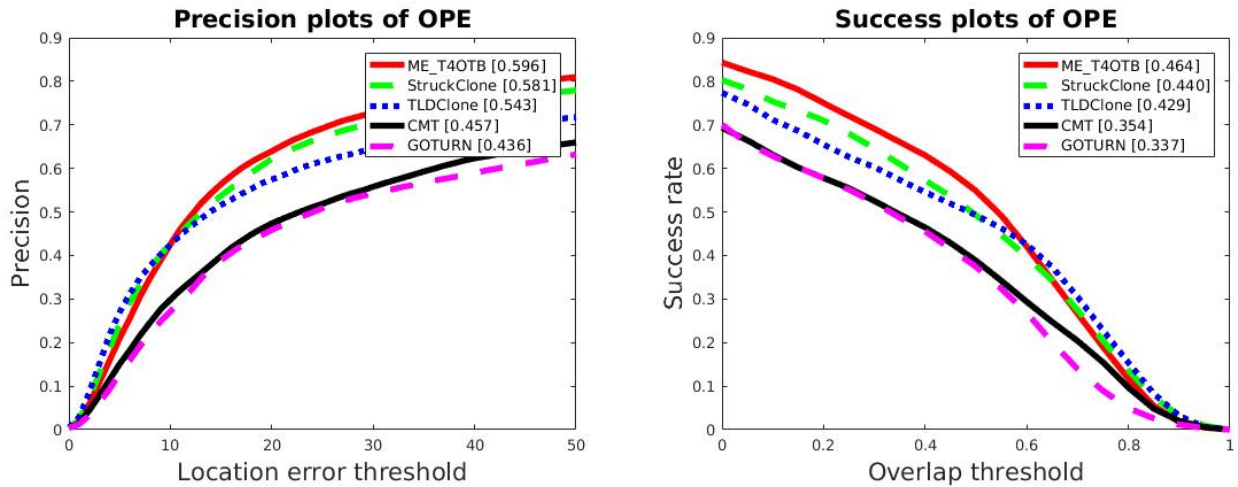 Precision plots of OPE
0.9
0.8
0.7
0.6
0.5
0.4
0.3
0.2
0.1
0
Precision
ME_T4OTB [0.596]
StruckClone [0.581]
TLDClone [0.543]
CMT [0.457]
GOTURN [0.436]
0 10 20 30 40 50
Location error threshold
Success plots of OPE
0.9
0.8
0.7
0.6
0.5
0.4
0.3
0.2
0.1
0
Success rate
ME_T4OTB [0.464]
StruckClone [0.440]
TLDClone [0.429]
CMT [0.354]
GOTURN [0.337]
0 0.2 0.4 0.6 0.8 1
Overlap threshold